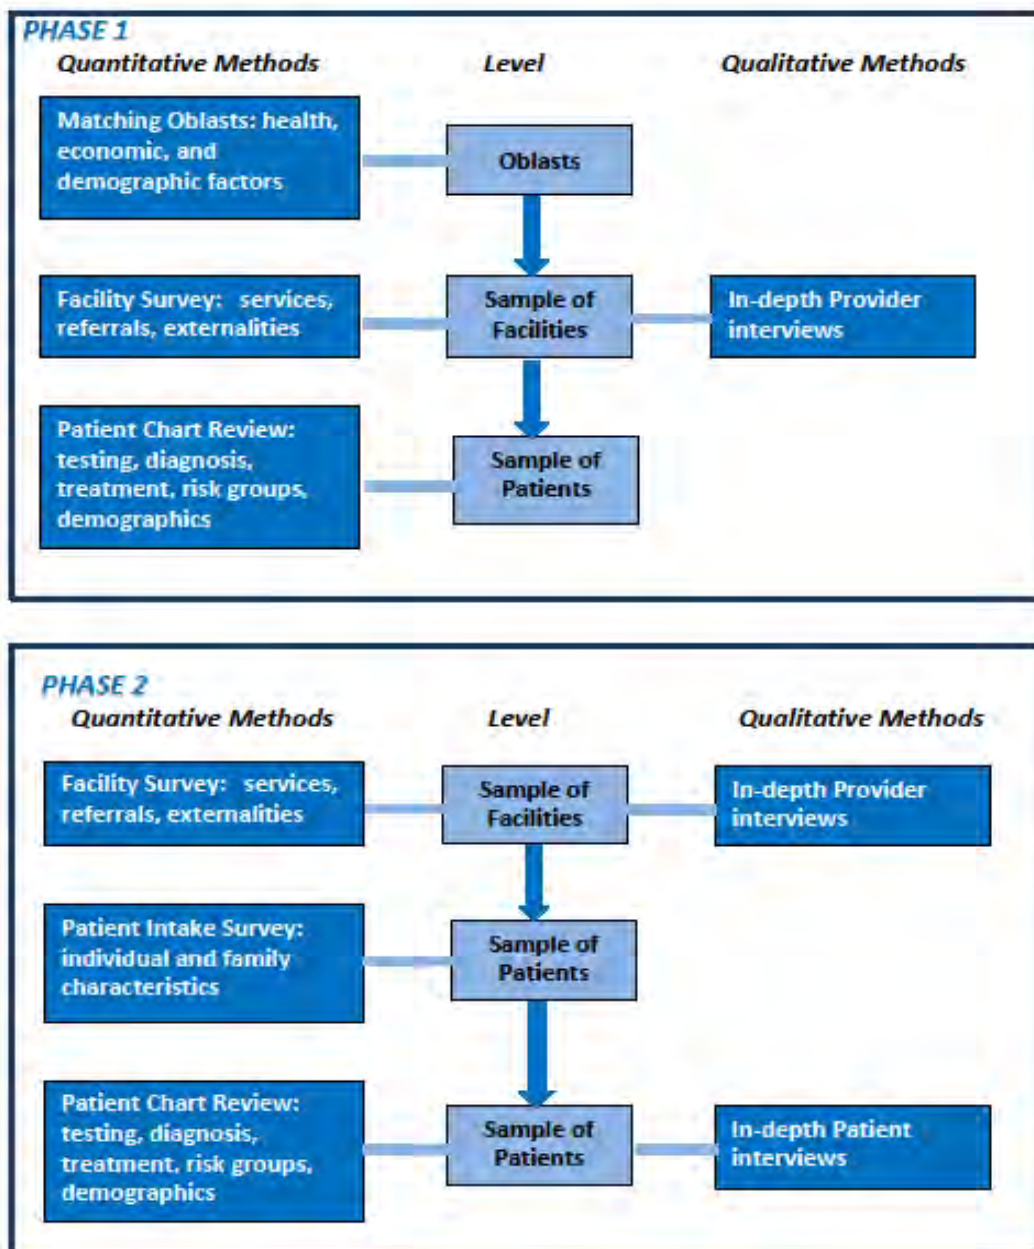 PHASE 1
Quantitative Methods
Level
Qualitative Methods
Matching Oblasts: health,
economic, and
demographic factors
Oblasts
Facility Survey: services,
referrals, externalities
Sample of
Facilities
In-depth Provider
interviews
Patient Chart Review:
testing, diagnosis,
treatment, risk groups,
demographics
Sample of
Patients
PHASE 2
Quantitative Methods
Level
Qualitative Methods
Facility Survey: services,
referrals, externalities
Sample of
Facilities
In-depth Provider
interviews
Patient Intake Survey:
individual and family
characteristics
Sample of
Patients
Patient Chart Review:
testing, diagnosis,
treatment, risk groups,
demographics
Sample of
Patients
In-depth Patient
interviews